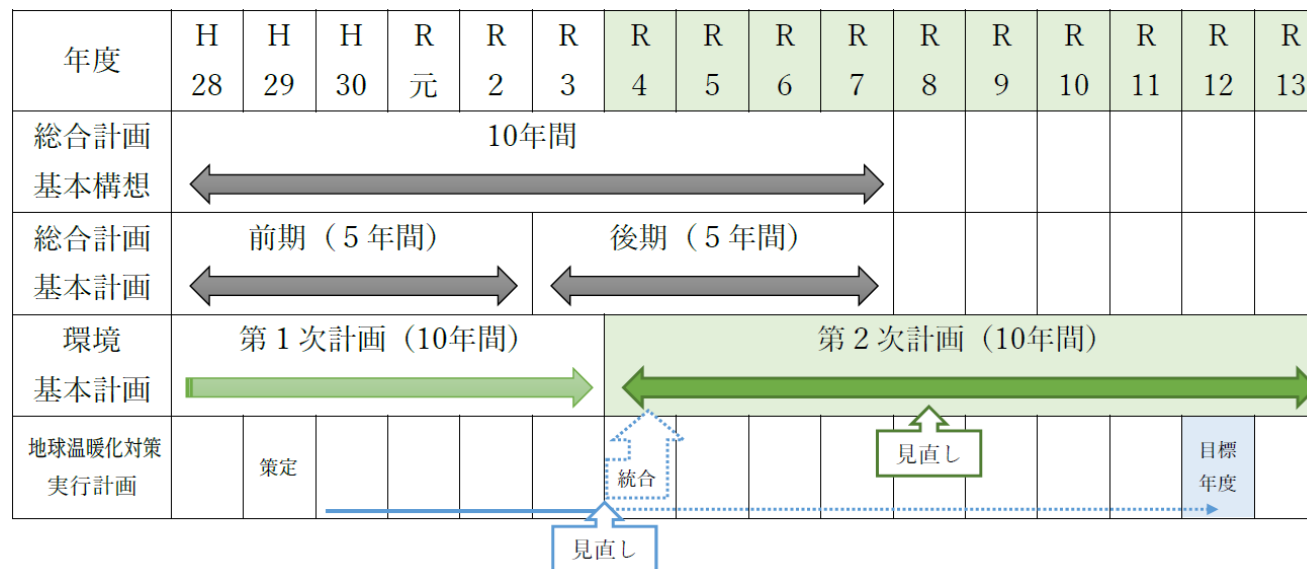 年度 H H H R R R R R R R R R R R R R
28 29 30 元 2 3 4 5 6 7 8 9 10 11 12 13
総合計画
基本構想
10年間
総合計画
基本計画
前期（５年間） 後期（５年間）
環境
基本計画
第１次計画（10年間） 第２次計画（10年間）
見直し
地球温暖化対策
実行計画
策定
統合
目標
年度
見直し